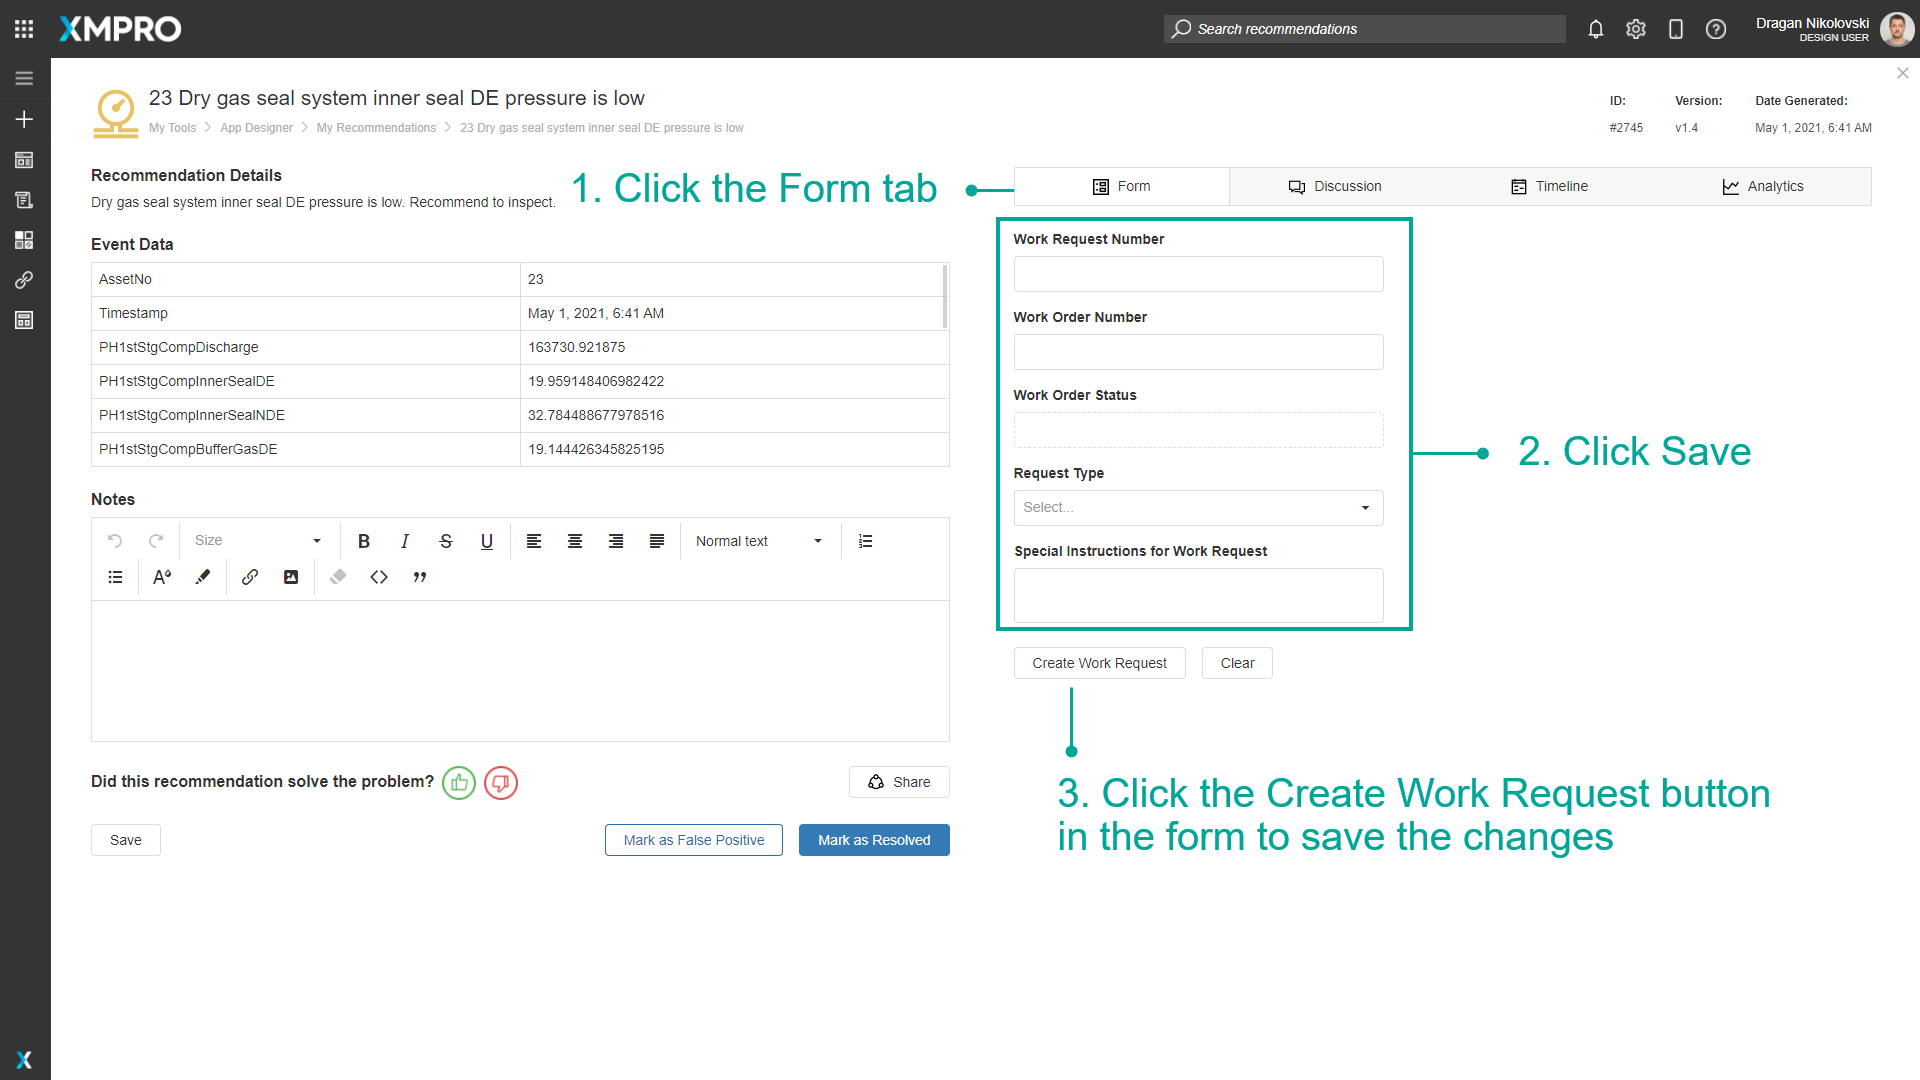 XMPRO
Search recommendations
Dragan Nikolovski
DESIGN USER
23 Dry gas seal system inner seal DE pressure is low
My Tools > App Designer > My Recommendations > 23 Dry gas seal system inner seal DE pressure is low
ID: Version: Date Generated:
#2745 v1.4 May 1, 2021, 6:41 AM
Recommendation Details
Dry gas seal system inner seal DE pressure is low. Recommend to inspect.
1. Click the Form tab
Form Discussion Timeline Analytics
Event Data
AssetNo 23
Timestamp May 1, 2021, 6:41 AM
PH1stStgCompDischarge 163730.921875
PH1stStgCompInnerSealDE 19.959148406982422
PH1stStgCompInnerSealNDE 32.784488677978516
PH1stStgCompBufferGasDE 19.144426345825195
Notes
Size B I S U Normal text
Did this recommendation solve the problem?
Share
Save
Mark as False Positive
Mark as Resolved
Work Request Number
Work Order Number
Work Order Status
Request Type
Select...
Special Instructions for Work Request
2. Click Save
Create Work Request
Clear
3. Click the Create Work Request button
in the form to save the changes
X